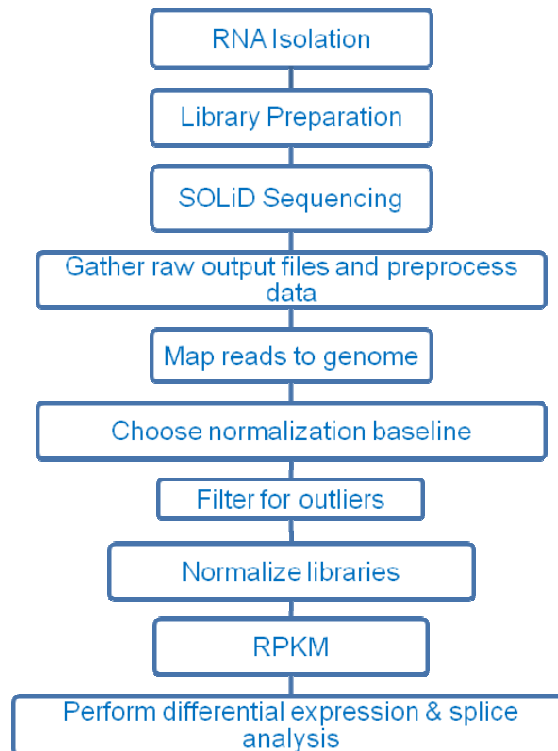 RNA Isolation
Library Preparation
SOLiD Sequencing
Gather raw output files and preprocess
data
Map reads to genome
Choose normalization baseline
Filter for outliers
Normalize libraries
RPKM
Perform differential expression & splice
analysis